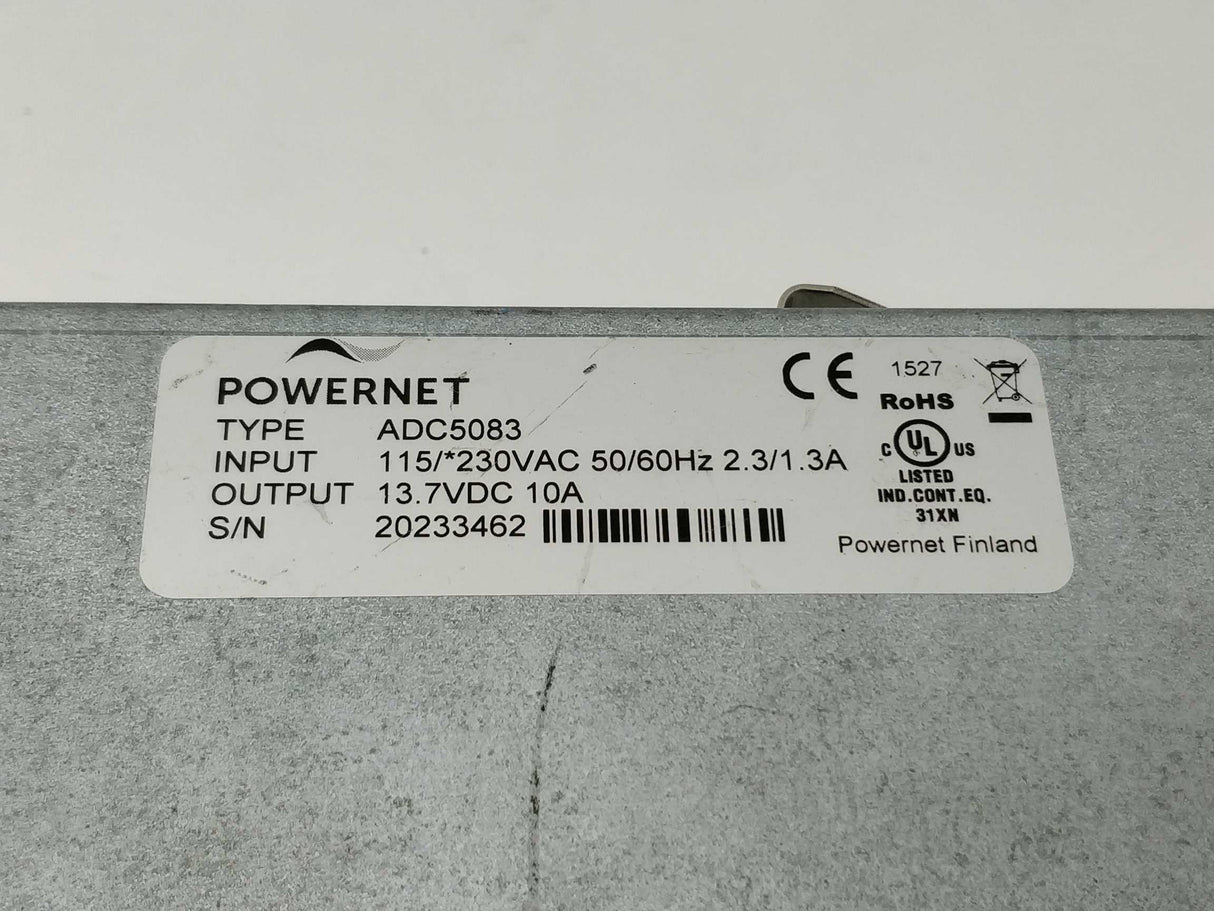 POWERNET
TYPE ADC5083
INPUT 115/*230VAC 50/60Hz 2.3/1.3A
OUTPUT 13.7VDC 10A
S/N 20233462
CE 1527
RoHS
C UL US
LISTED
IND.CONT.EQ.
31XN
Powernet Finland